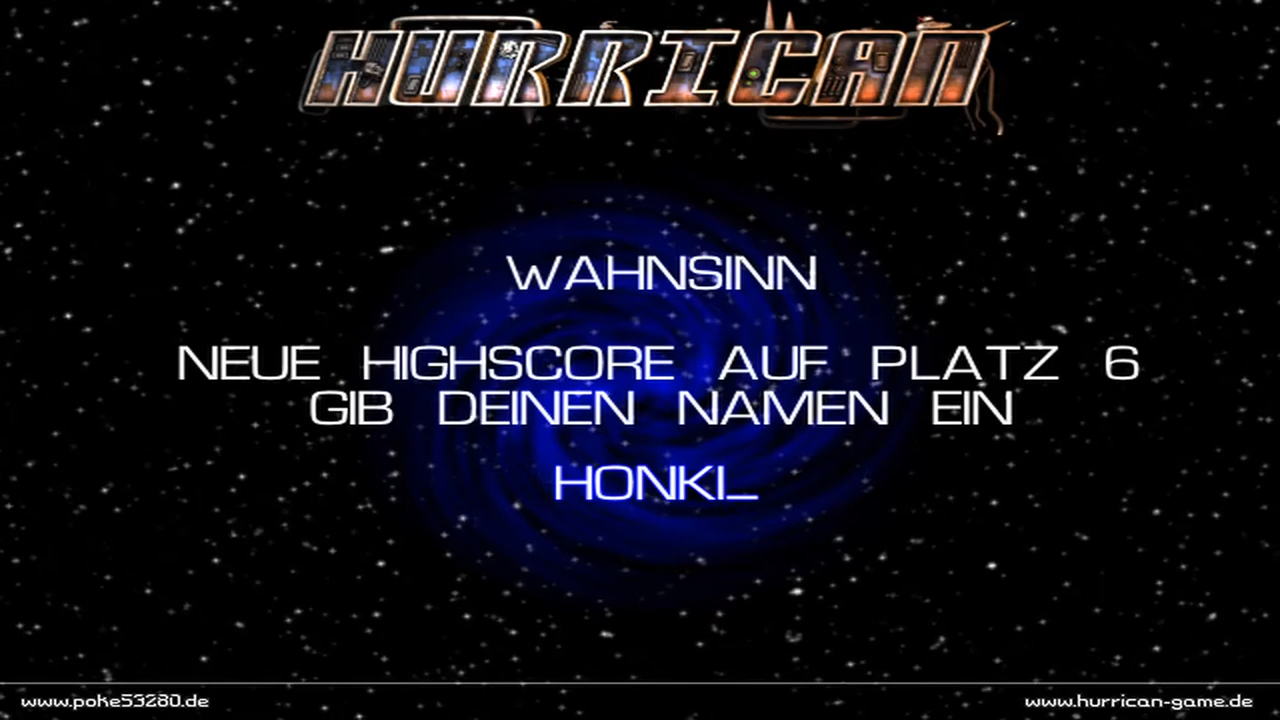 HURRICAN
WAHNSINN
NEUE HIGHSCORE AUF PLATZ 6
GIB DEINEN NAMEN EIN
HONKI_
www.poke53280.de
www.hurrican-game.de